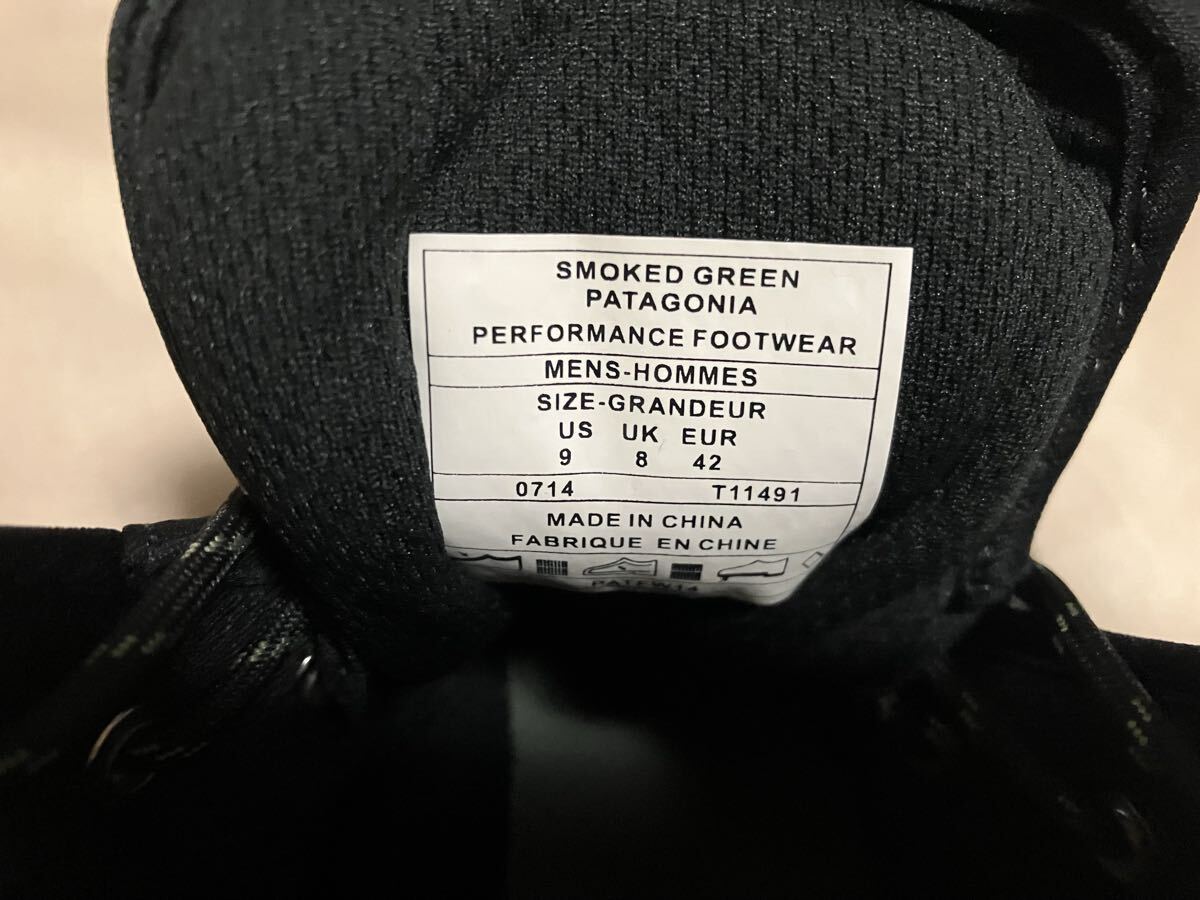 SMOKED GREEN
PATAGONIA
PERFORMANCE FOOTWEAR
MENS-HOMMES
SIZE-GRANDEUR
US UK EUR
9 8 42
0714 T11491
MADE IN CHINA
FABRIQUE EN CHINE
PATFW14